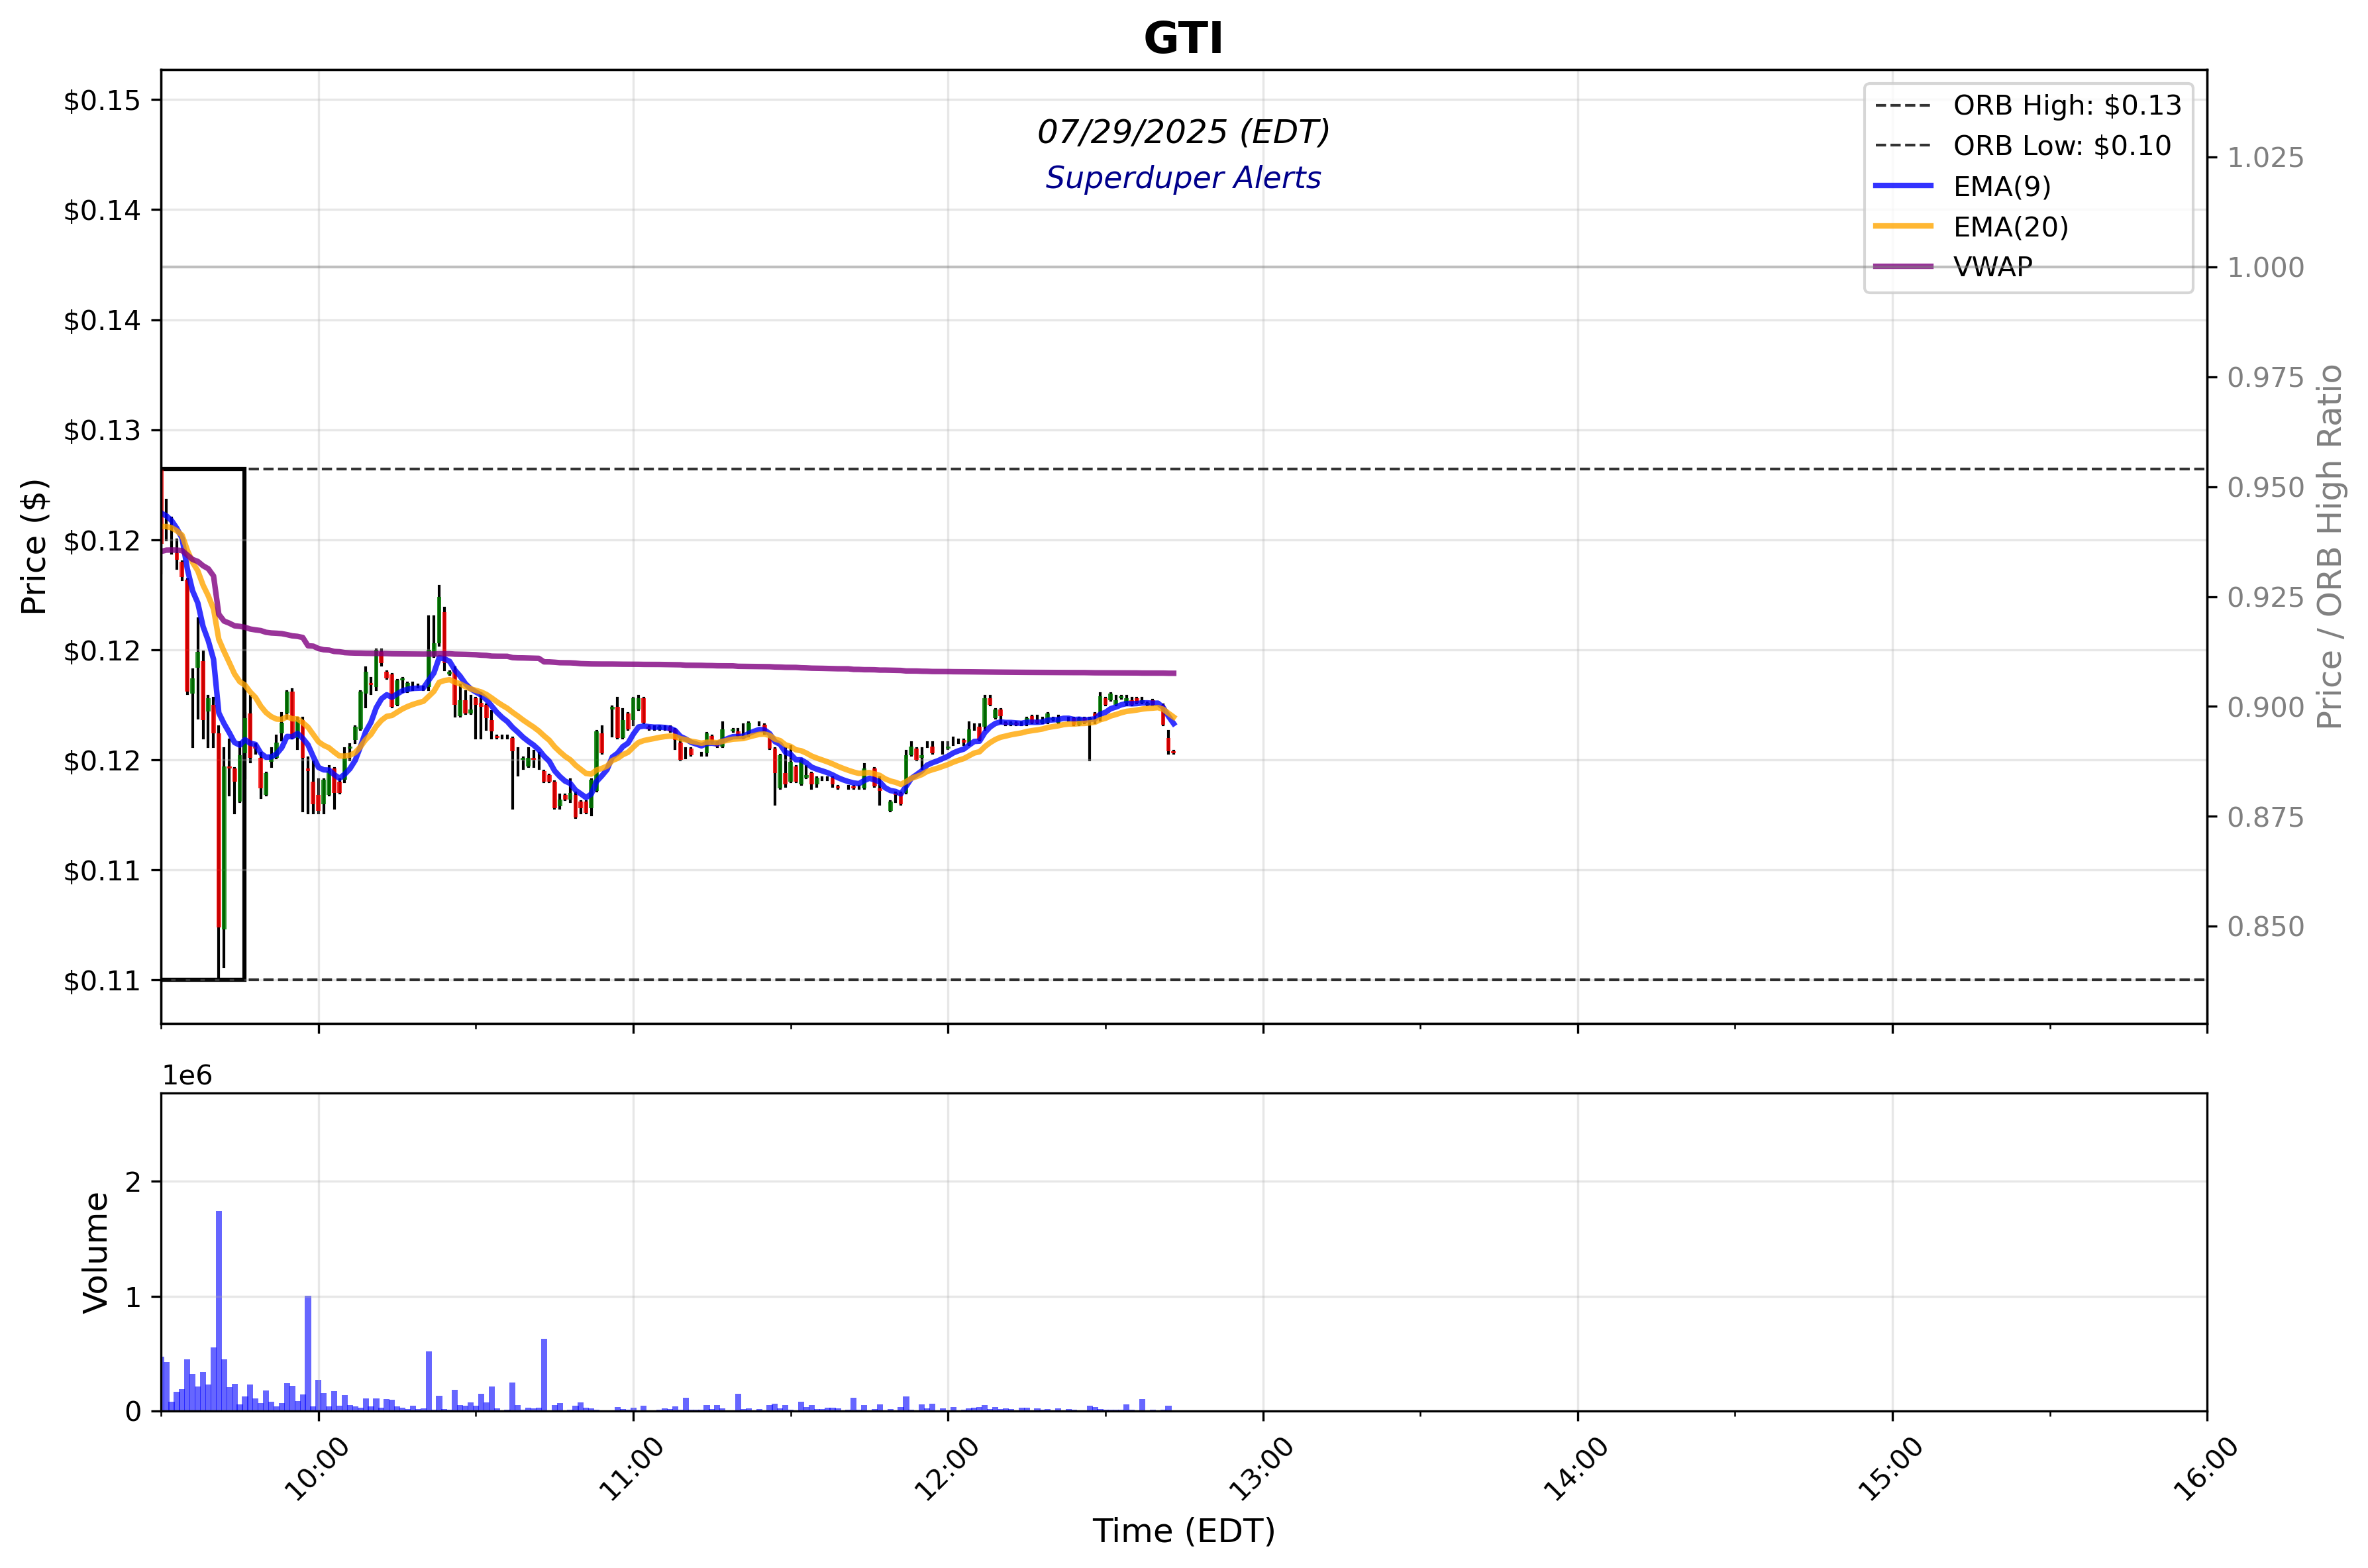 GTI
07/29/2025 (EDT)
Superduper Alerts
ORB High: $0.13
ORB Low: $0.10
EMA(9)
EMA(20)
VWAP
Price ($)
$0.15
$0.14
$0.14
$0.13
$0.12
$0.12
$0.12
$0.11
$0.11
Price / ORB High Ratio
1.025
1.000
0.975
0.950
0.925
0.900
0.875
0.850
1e6
Volume
2
1
0
10:00
11:00
12:00
13:00
14:00
15:00
16:00
Time (EDT)